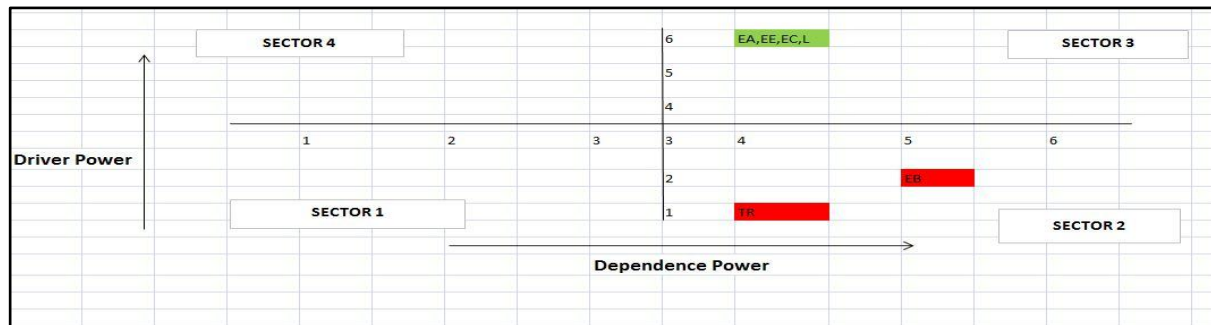 SECTOR 4
6
EA,EE,EC,L
SECTOR 3
5
4
1
2
3
3
4
5
6
Driver Power
2
EB
SECTOR 1
1
TR
SECTOR 2
Dependence Power